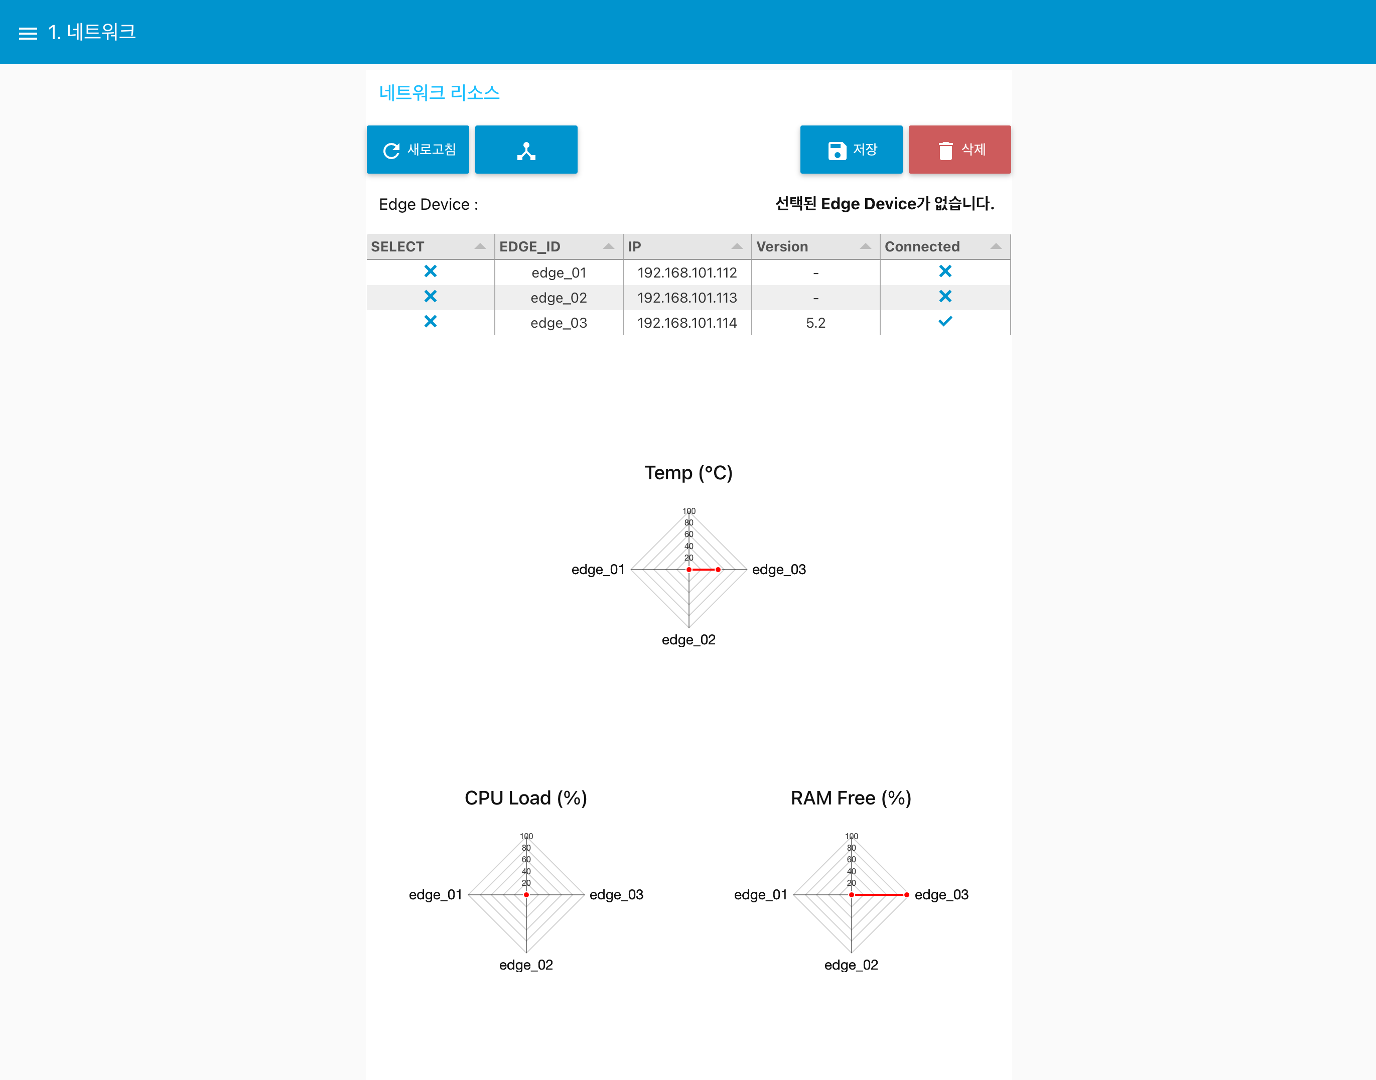 1. 네트워크
네트워크 리소스
새로고침
저장
삭제
Edge Device :
선택된 Edge Device가 없습니다.
SELECT EDGE_ID IP Version Connected
edge_01 192.168.101.112 -
edge_02 192.168.101.113 -
edge_03 192.168.101.114 5.2
Temp (°C)
100
80
60
40
20
edge_01
edge_03
edge_02
CPU Load (%)
100
80
60
40
20
edge_01
edge_03
edge_02
RAM Free (%)
100
80
60
40
20
edge_01
edge_03
edge_02